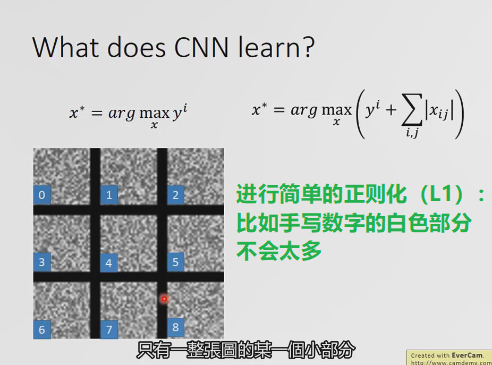 What does CNN learn?
x* = arg max_x y^i
x* = arg max_x (y^i + ∑_{i,j} |x_{ij}|)
0 1 2
3 4 5
6 7 8
进行简单的正则化（L1）：
比如手写数字的白色部分
不会太多
只有一整張圖的某一個小部分
Created with EverCam.
http://www.camdemy.com